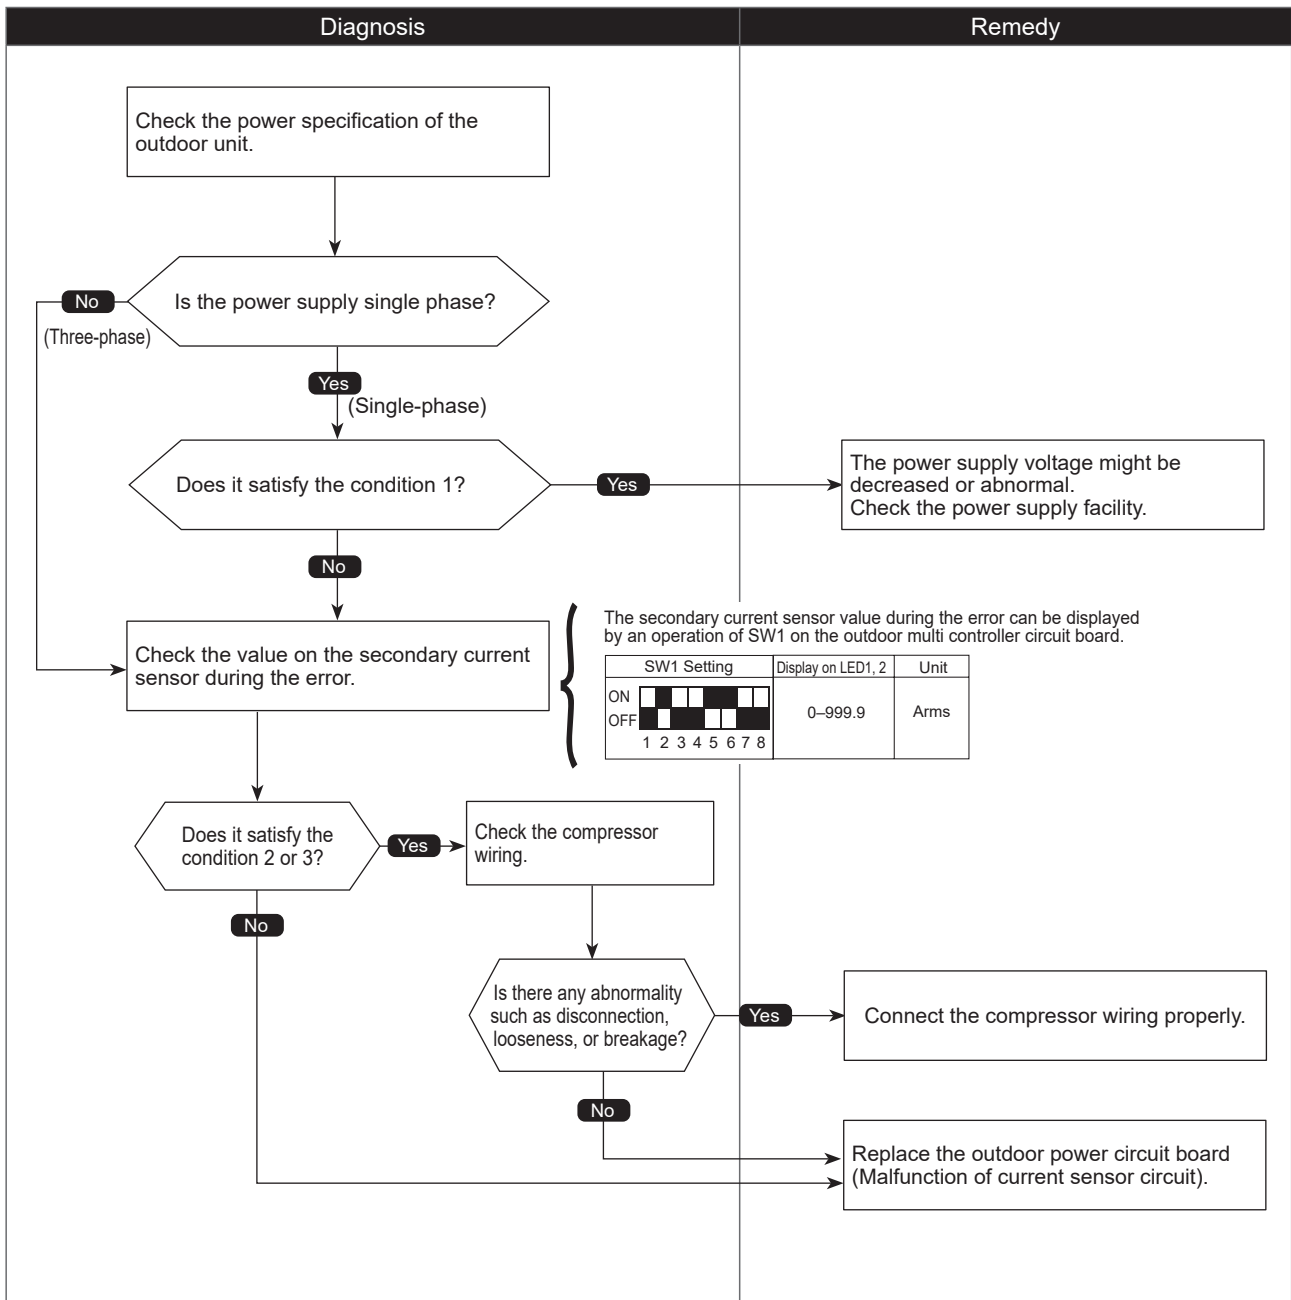 Diagnosis
Remedy
Check the power specification of the
outdoor unit.
Is the power supply single phase?
No
(Three-phase)
Yes
(Single-phase)
Does it satisfy the condition 1?
Yes
The power supply voltage might be
decreased or abnormal.
Check the power supply facility.
No
Check the value on the secondary current
sensor during the error.
The secondary current sensor value during the error can be displayed
by an operation of SW1 on the outdoor multi controller circuit board.
SW1 Setting
Display on LED1, 2
Unit
ON
OFF
1 2 3 4 5 6 7 8
0–999.9
Arms
Does it satisfy the
condition 2 or 3?
Yes
Check the compressor
wiring.
No
Is there any abnormality
such as disconnection,
looseness, or breakage?
Yes
Connect the compressor wiring properly.
No
Replace the outdoor power circuit board
(Malfunction of current sensor circuit).